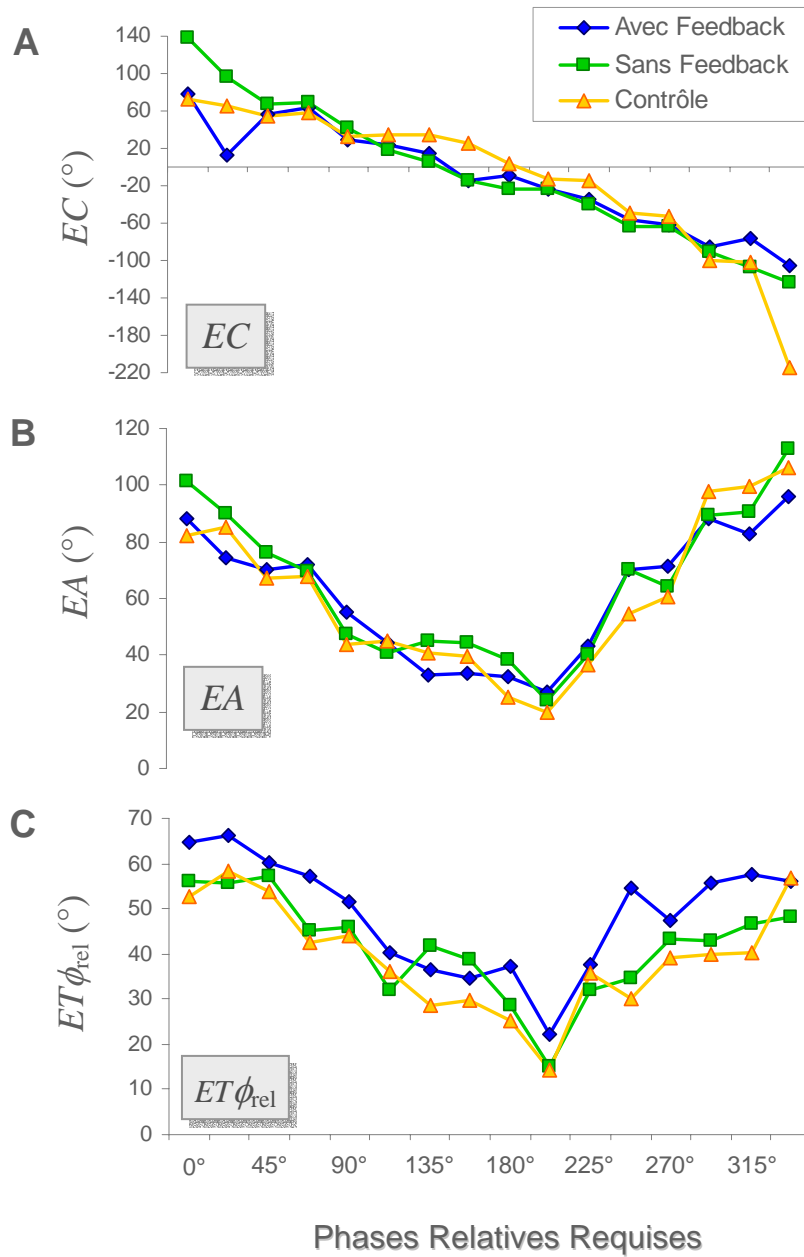 A
Avec Feedback
Sans Feedback
Contrôle
EC (°)
140
100
60
20
-20
-60
-100
-140
-180
-220
EC
B
EA (°)
120
100
80
60
40
20
0
EA
C
ETϕrel (°)
70
60
50
40
30
20
10
0
ETϕrel
0° 45° 90° 135° 180° 225° 270° 315°
Phases Relatives Requises